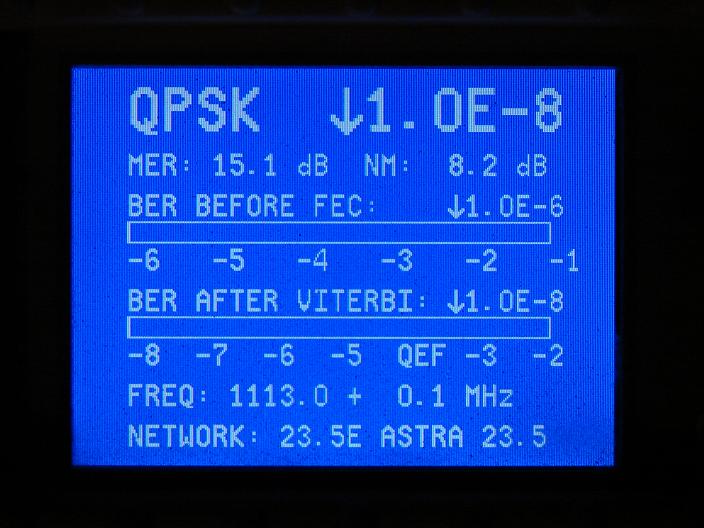 QPSK ↓1.0E-8
MER: 15.1 dB NM: 8.2 dB
BER BEFORE FEC: ↓1.0E-6
-6 -5 -4 -3 -2 -1
BER AFTER VITERBI: ↓1.0E-8
-8 -7 -6 -5 QEF -3 -2
FREQ: 1113.0 + 0.1 MHz
NETWORK: 23.5E ASTRA 23.5